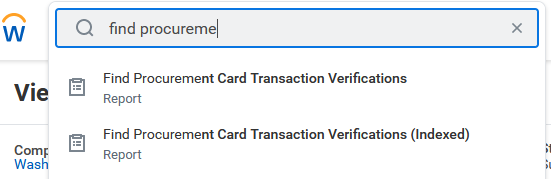 find procureme
Find Procurement Card Transaction Verifications
Report
Vie
Find Procurement Card Transaction Verifications (Indexed)
Comp
Report
Wash